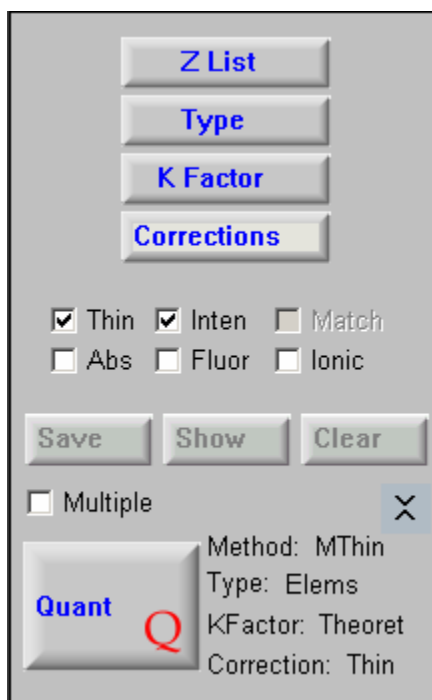 Z List
Type
K Factor
Corrections
Thin Inten Match
Abs Fluor Ionic
Save Show Clear
Multiple
Quant Q
Method: MThin
Type: Elems
KFactor: Theoret
Correction: Thin